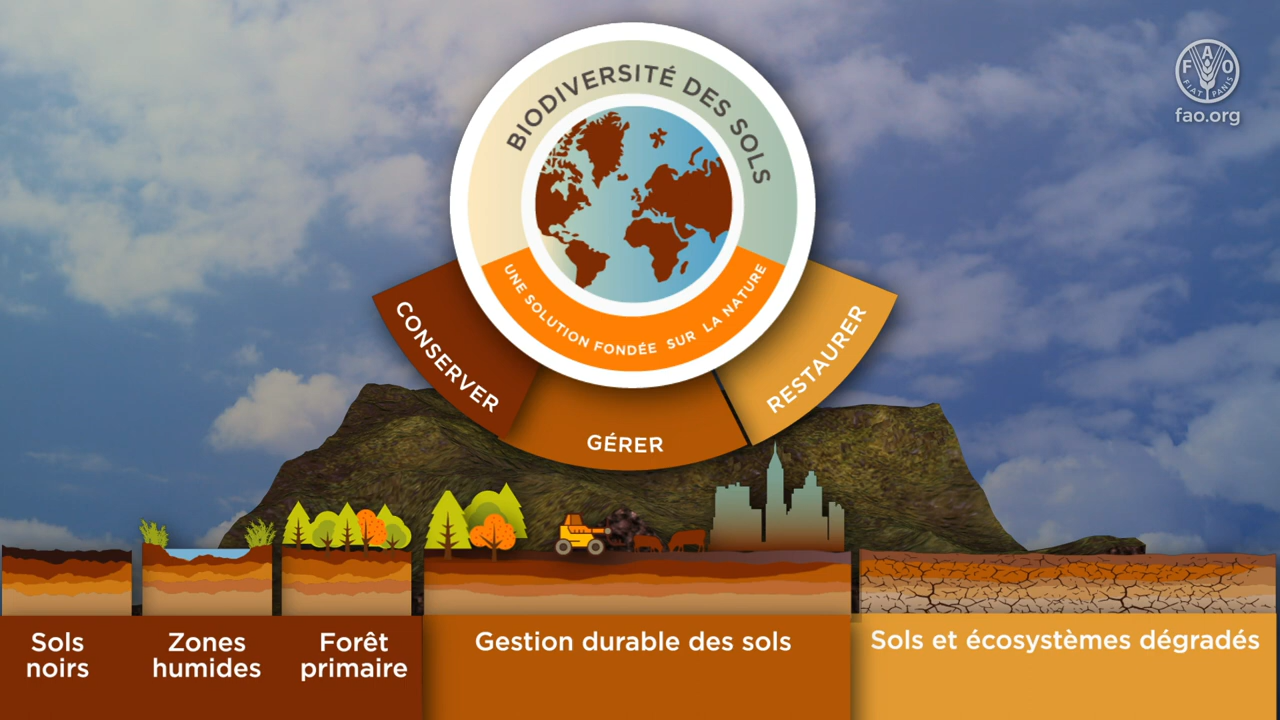 BIODIVERSITÉ DES SOLS
UNE SOLUTION FONDÉE SUR LA NATURE
F A O
FIAT PANIS
fao.org
CONSERVER
GÉRER
RESTAURER
Sols
noirs
Zones
humides
Forêt
primaire
Gestion durable des sols
Sols et écosystèmes dégradés